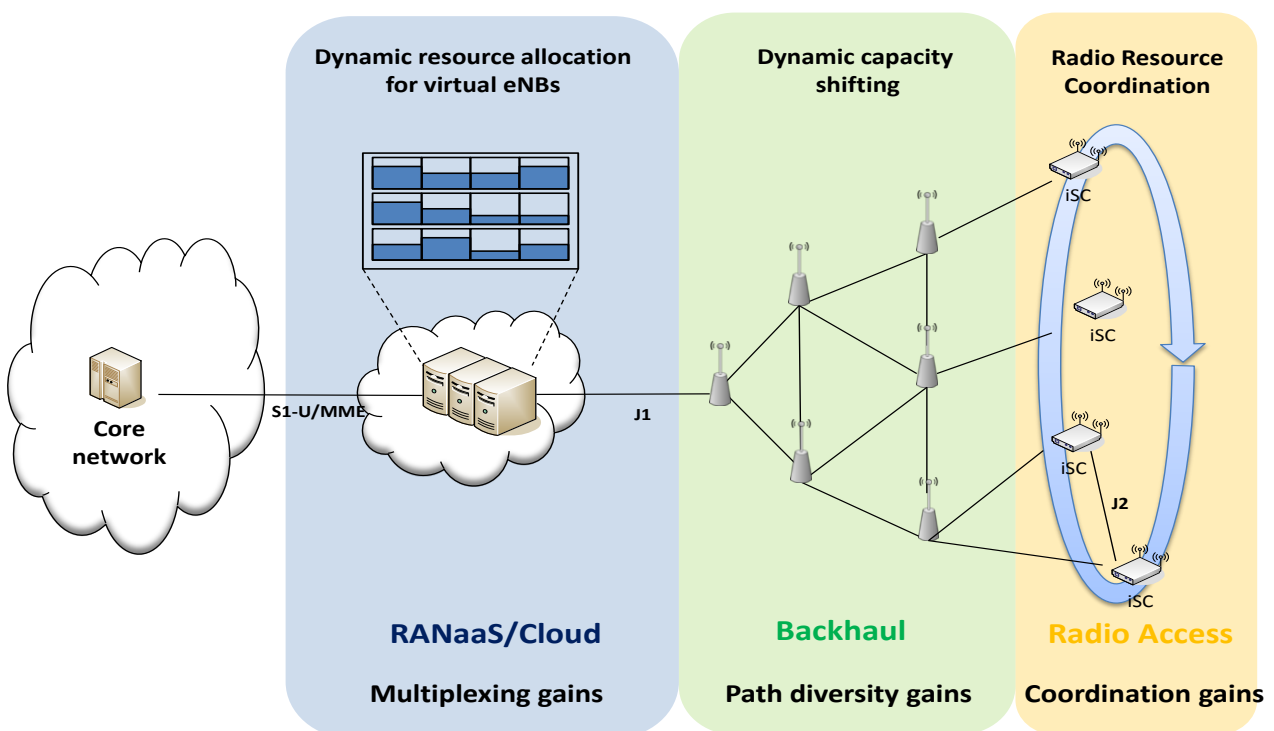 Dynamic resource allocation
for virtual eNBs
Dynamic capacity
shifting
Radio Resource
Coordination
iSC
iSC
S1-U/MME
J1
Core
network
iSC
J2
iSC
RANaaS/Cloud
Backhaul
Radio Access
Multiplexing gains
Path diversity gains
Coordination gains